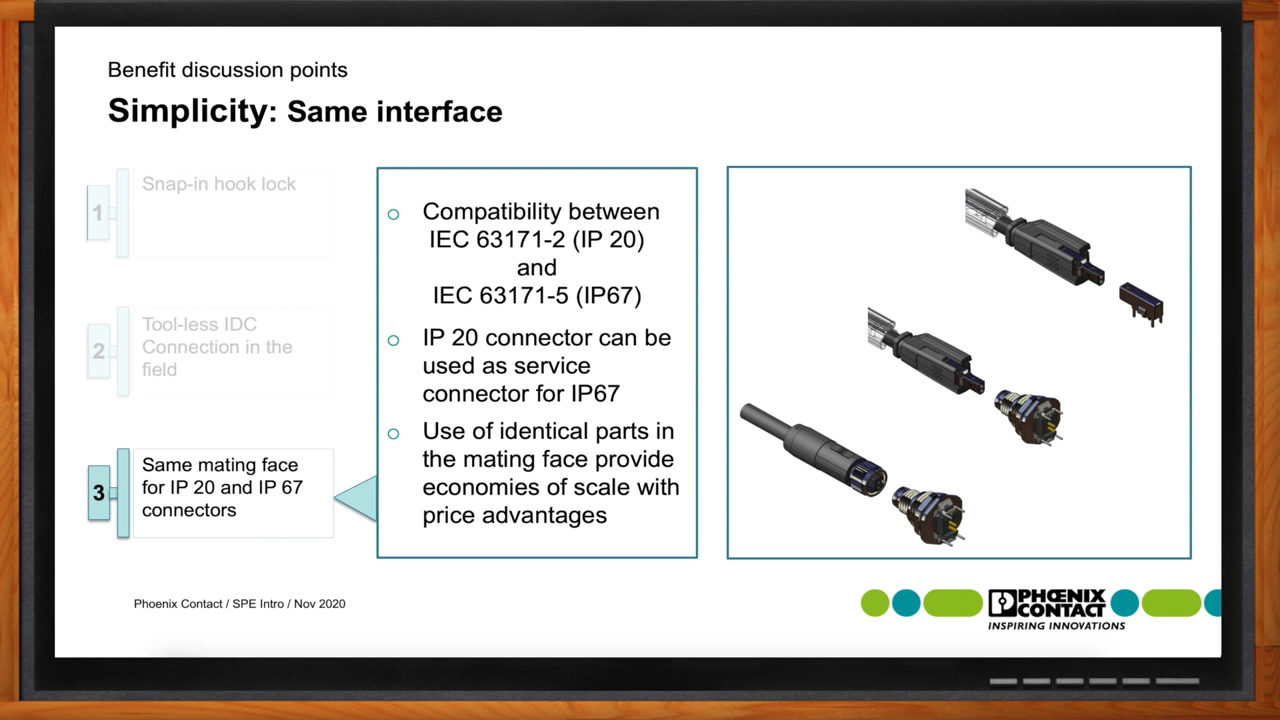 Benefit discussion points
Simplicity: Same interface
1
Snap-in hook lock
2
Tool-less IDC
Connection in the
field
3
Same mating face
for IP 20 and IP 67
connectors
Compatibility between
IEC 63171-2 (IP 20)
and
IEC 63171-5 (IP67)
IP 20 connector can be
used as service
connector for IP67
Use of identical parts in
the mating face provide
economies of scale with
price advantages
Phoenix Contact / SPE Intro / Nov 2020
PHŒNIX
CONTACT
INSPIRING INNOVATIONS